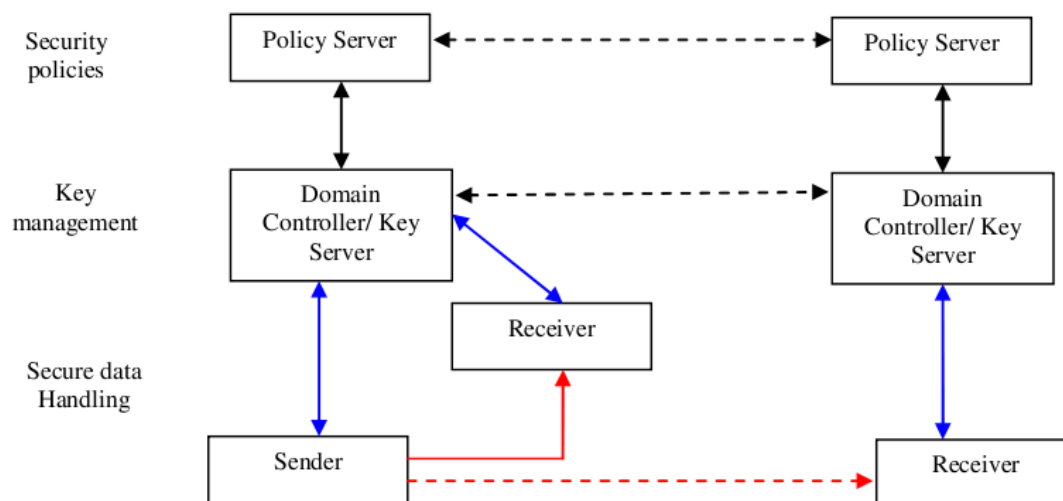 Security
policies
Policy Server
Policy Server
Key
management
Domain
Controller/ Key
Server
Domain
Controller/ Key
Server
Receiver
Secure data
Handling
Sender
Receiver